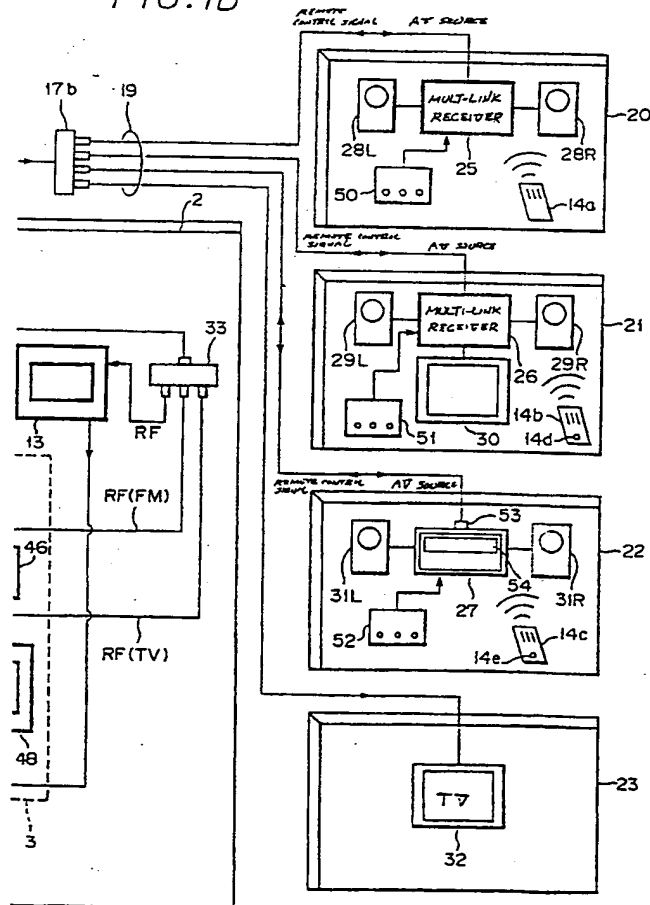 FIG.1B
REMOTE CONTROL SIGNAL
AV SOURCE
17b
19
20
MULT-LINK RECEIVER
28L
25
28R
50
14a
2
REMOTE CONTROL SIGNAL
AV SOURCE
21
MULTI-LINK RECEIVER
29L
26
29R
33
13
RF
51
30
14b
14d
RF(FM)
REMOTE CONTROL SIGNAL
AV SOURCE
53
22
46
31L
27
54
31R
52
14c
14e
RF(TV)
48
3
TV
23
32